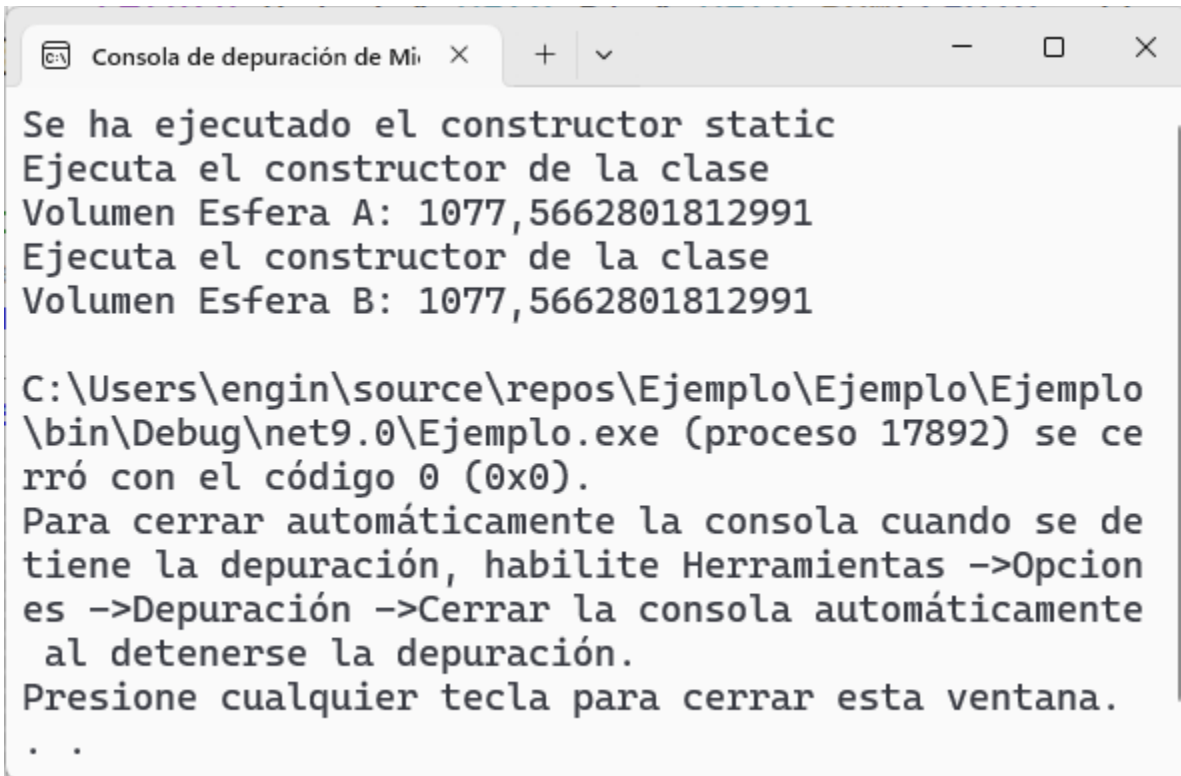 Consola de depuración de Mi
Se ha ejecutado el constructor static
Ejecuta el constructor de la clase
Volumen Esfera A: 1077,5662801812991
Ejecuta el constructor de la clase
Volumen Esfera B: 1077,5662801812991
C:\Users\engin\source\repos\Ejemplo\Ejemplo\Ejemplo
\bin\Debug\net9.0\Ejemplo.exe (proceso 17892) se ce
rró con el código 0 (0x0).
Para cerrar automáticamente la consola cuando se de
tiene la depuración, habilite Herramientas ->Opcion
es ->Depuración ->Cerrar la consola automáticamente
 al detenerse la depuración.
Presione cualquier tecla para cerrar esta ventana.
. .